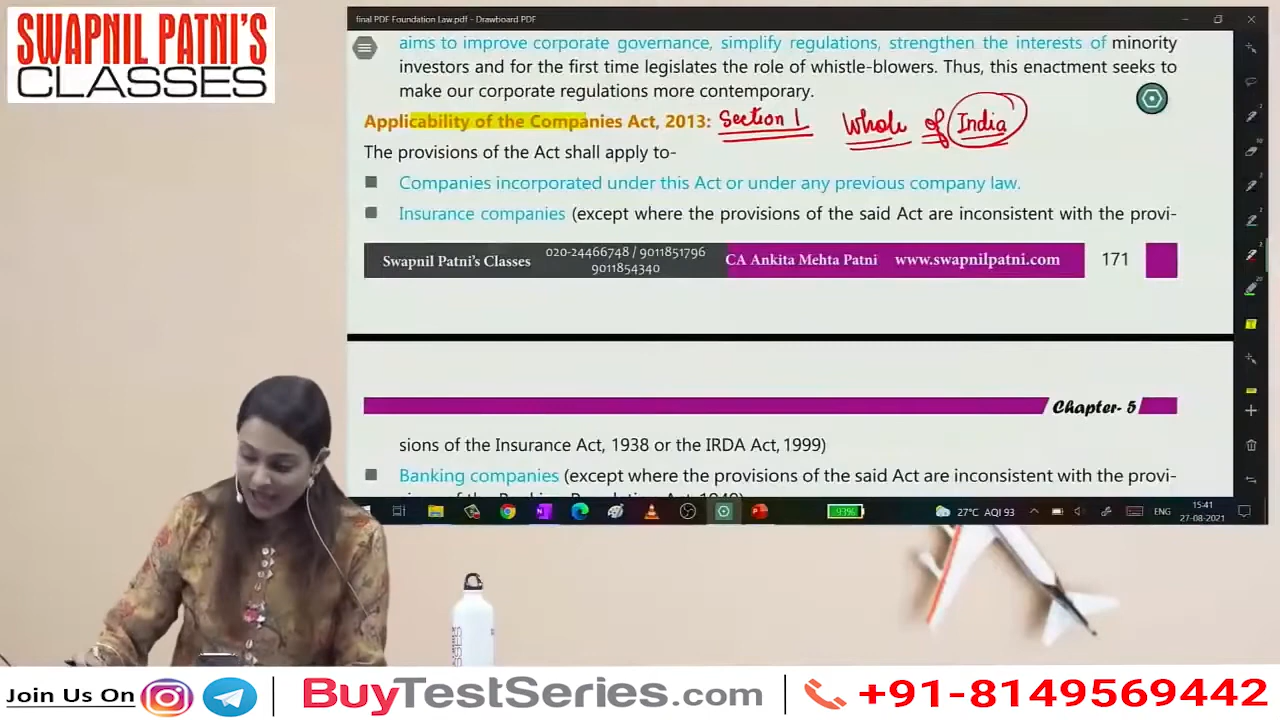 SWAPNIL PATNI'S
CLASSES
final PDF Foundation Law.pdf - Drawboard PDF
aims to improve corporate governance, simplify regulations, strengthen the interests of minority
investors and for the first time legislates the role of whistle-blowers. Thus, this enactment seeks to
make our corporate regulations more contemporary.
Applicability of the Companies Act, 2013: Section 1 Whole of India
The provisions of the Act shall apply to-
Companies incorporated under this Act or under any previous company law.
Insurance companies (except where the provisions of the said Act are inconsistent with the provi-
Swapnil Patni's Classes 020-24466748 / 9011851796 CA Ankita Mehta Patni www.swapnilpatni.com 171
9011854340
Chapter- 5
sions of the Insurance Act, 1938 or the IRDA Act, 1999)
Banking companies (except where the provisions of the said Act are inconsistent with the provi-
93% 27°C AQI 93 ENG 15:41
27-08-2021
Join Us On BuyTestSeries.com +91-8149569442